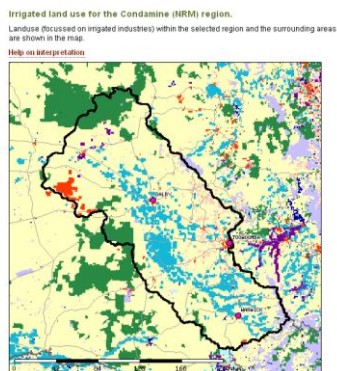 Irrigated land use for the Condamine (NRM) region.
Landuse (focussed on irrigated industries) within the selected region and the surrounding areas
are shown in the map.
Help on interpretation
TOOWOOMBA
WARWICK